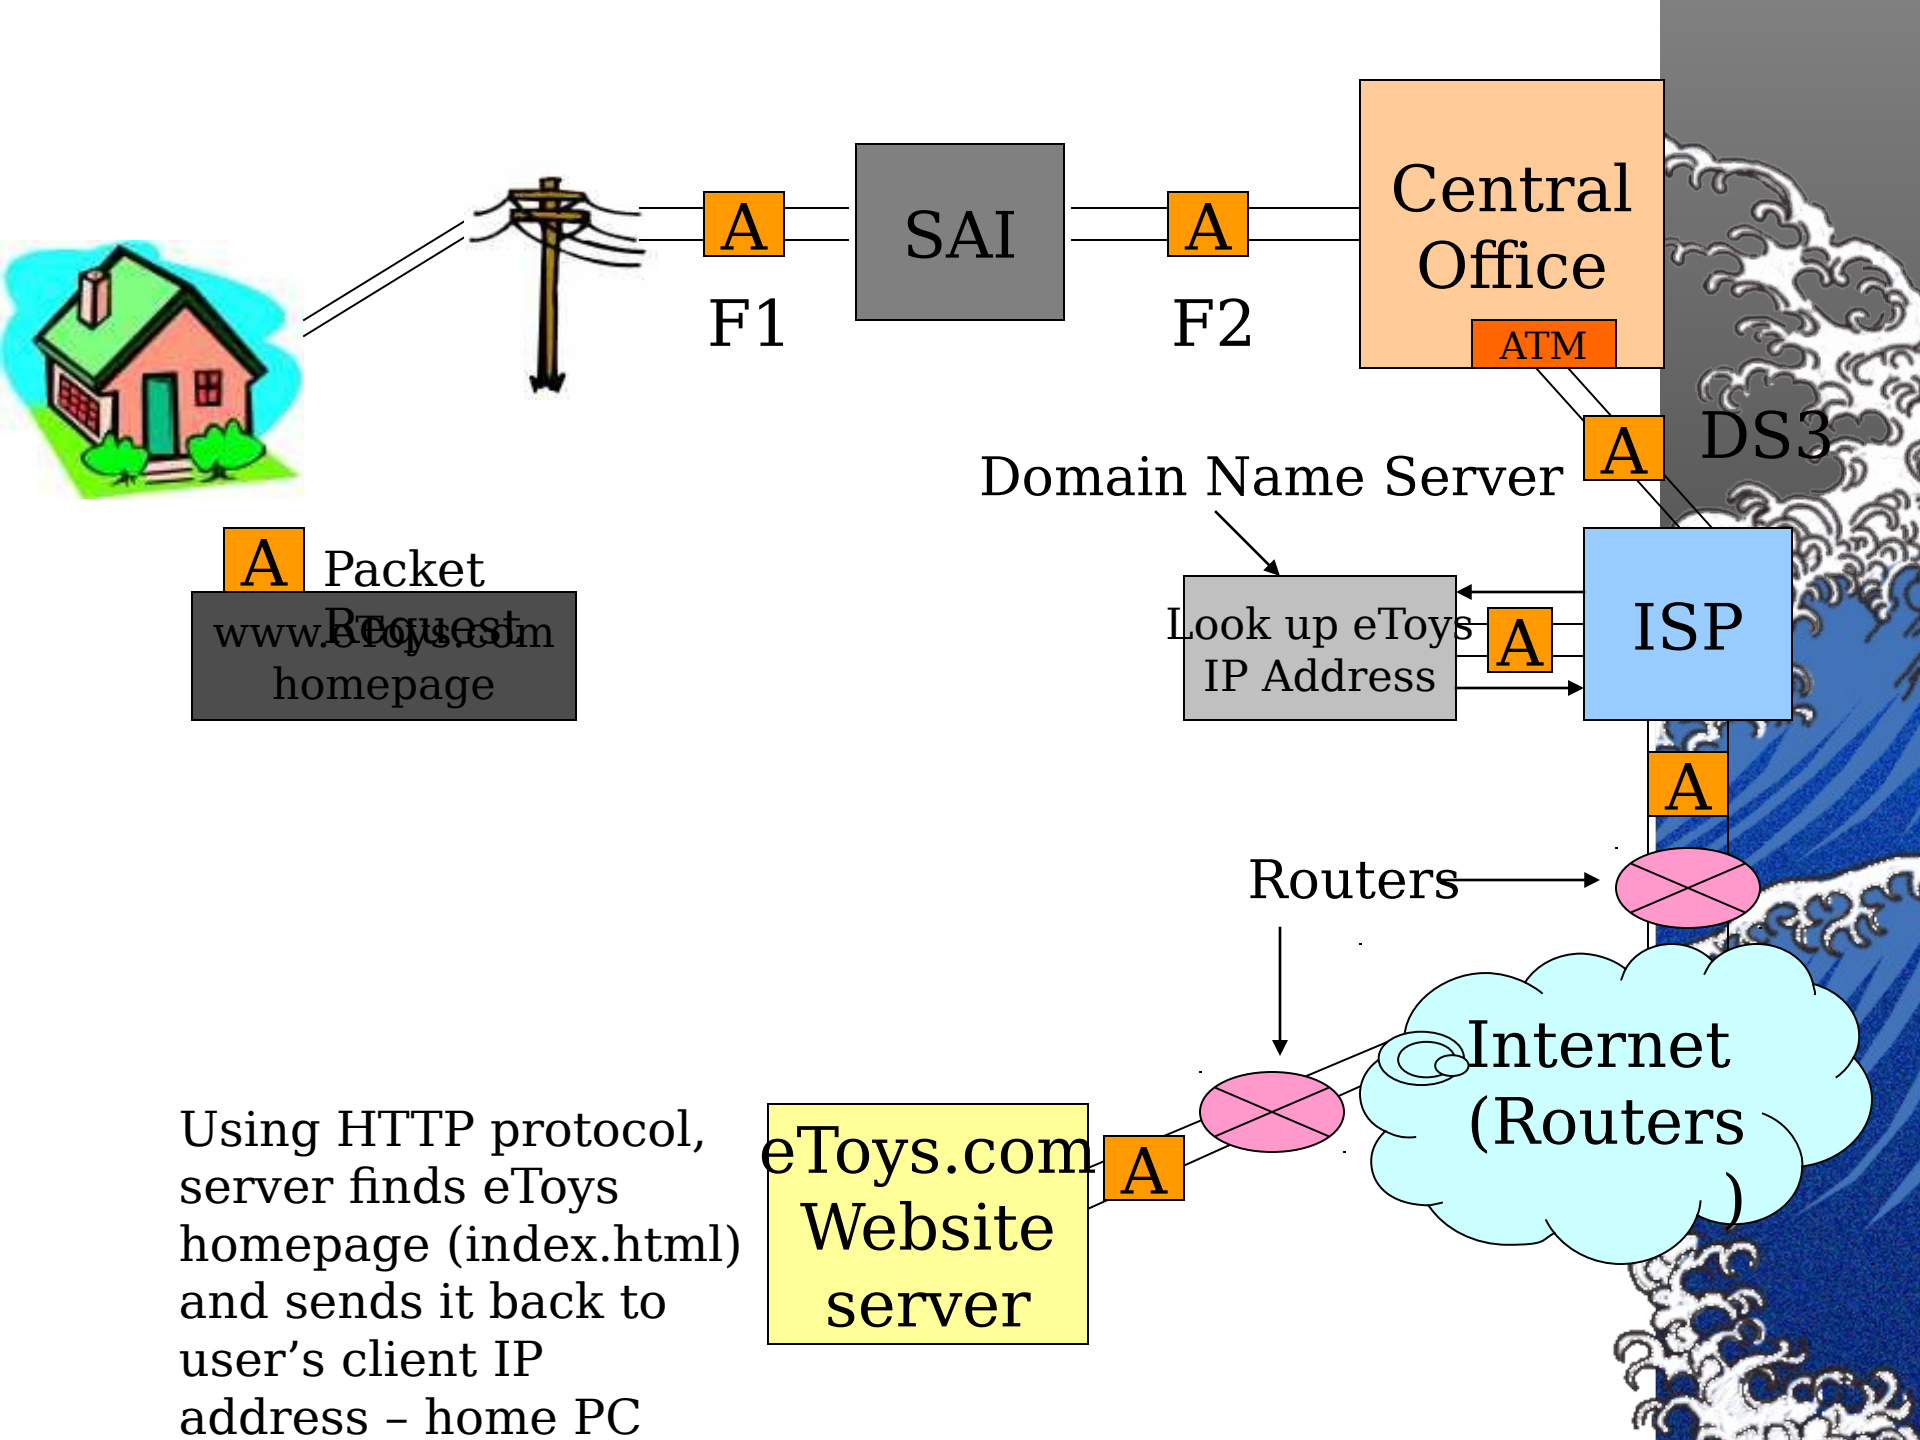 Central
Office
A
SAI
A
F1
F2
ATM
DS3
A
Domain Name Server
A
Packet
Request
www.eToys.com
homepage
Look up eToys
IP Address
A
ISP
A
Routers
Internet
(Routers
)
eToys.com
Website
server
A
Using HTTP protocol,
server finds eToys
homepage (index.html)
and sends it back to
user’s client IP
address – home PC